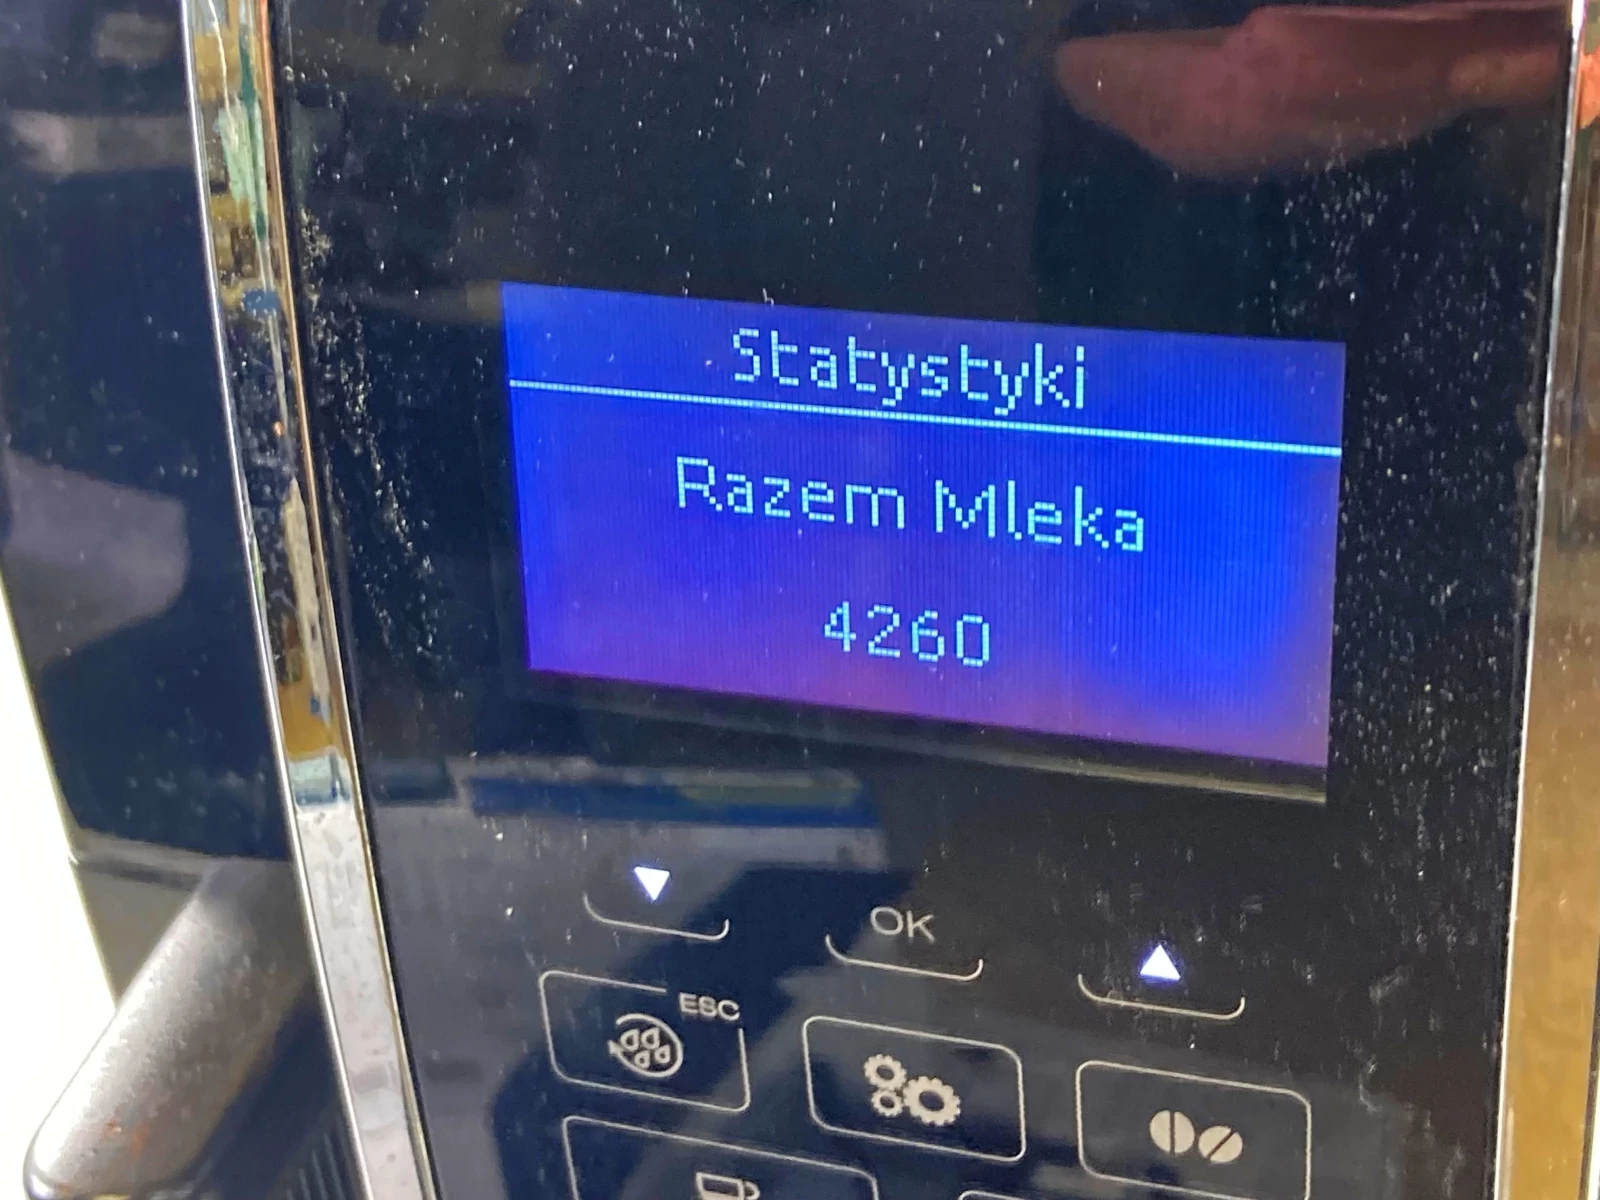 Statystyki
Razem Mleka
4260
OK
ESC